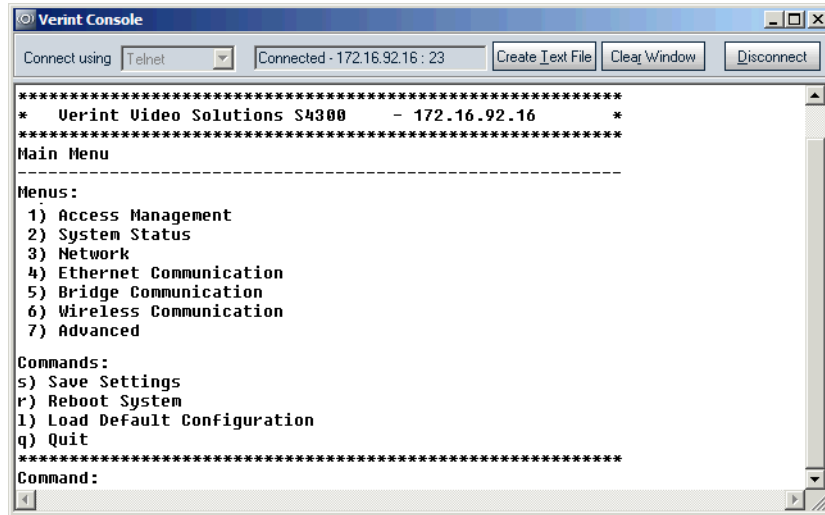 Verint Console
Connect using Telnet Connected - 172.16.92.16 : 23 Create Text File Clear Window Disconnect
***********************************************************
* Verint Video Solutions S4300 - 172.16.92.16 *
***********************************************************
Main Menu
-----------------------------------------------------------
Menus:
1) Access Management
2) System Status
3) Network
4) Ethernet Communication
5) Bridge Communication
6) Wireless Communication
7) Advanced
Commands:
s) Save Settings
r) Reboot System
l) Load Default Configuration
q) Quit
***********************************************************
Command: